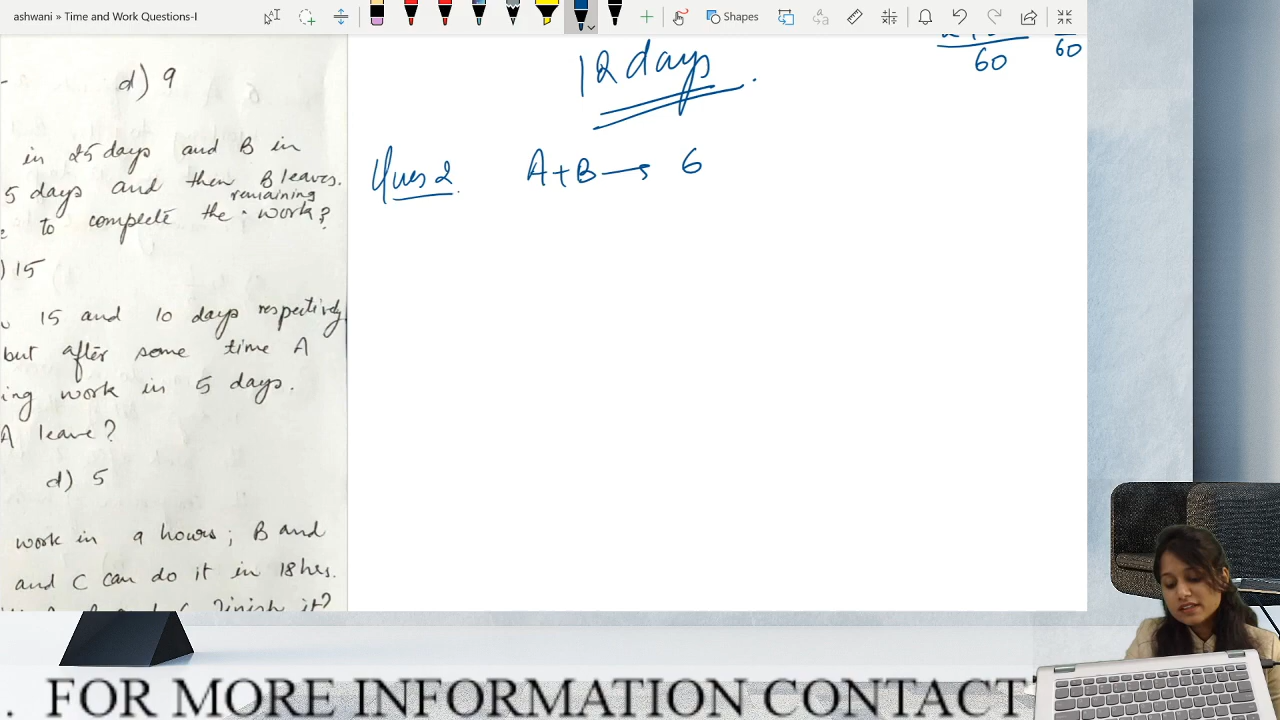 ashwani » Time and Work Questions-I
Shapes
d) 9
in 25 days and B in
5 days and then B leaves.
remaining
to complete the work?
) 15
15 and 10 days respectively
but after some time A
ing work in 5 days.
A leave?
d) 5
work in 9 hours; B and
and C can do it in 18 hrs.
finish it?
12 days.
60
60
Ques 2. A+B → 6
. FOR MORE INFORMATION CONTACT